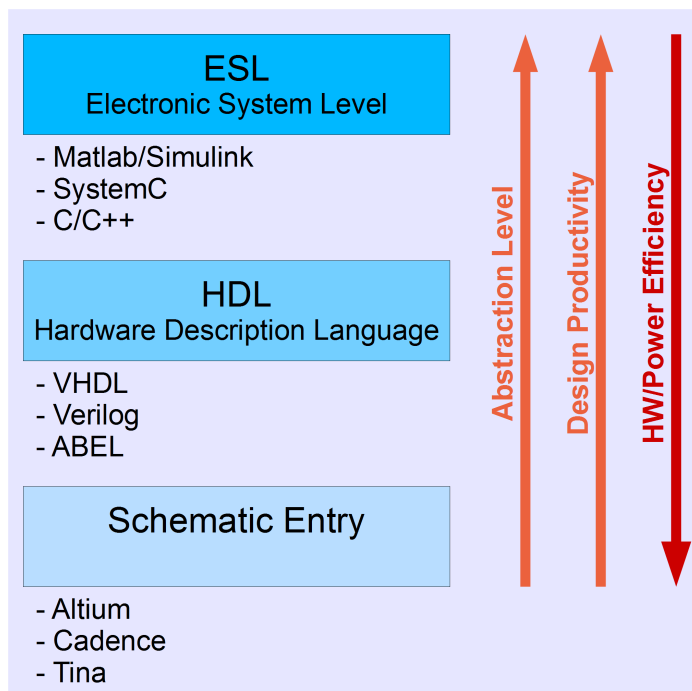 ESL
Electronic System Level
- Matlab/Simulink
- SystemC
- C/C++
HDL
Hardware Description Language
- VHDL
- Verilog
- ABEL
Schematic Entry
- Altium
- Cadence
- Tina
Abstraction Level
Design Productivity
HW/Power Efficiency